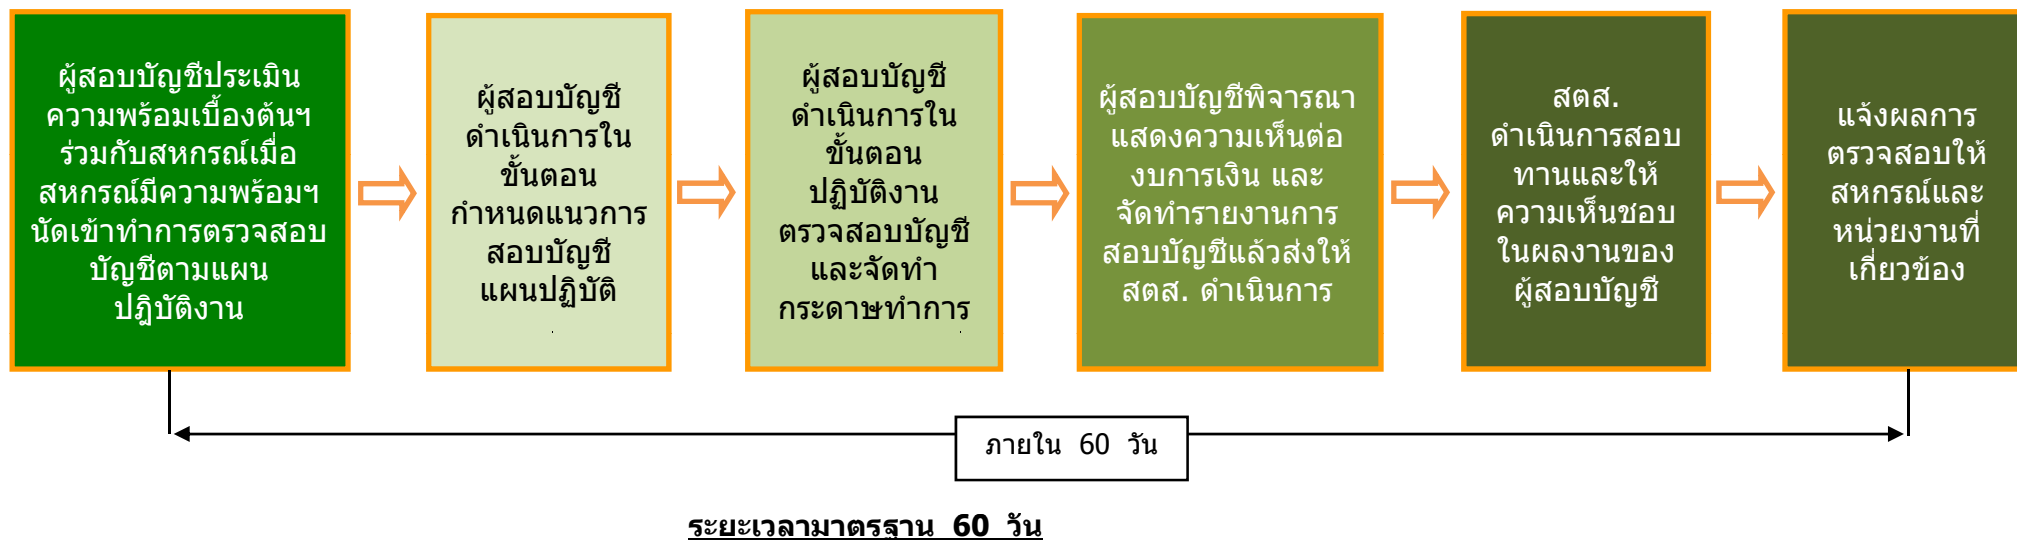 ผู้สอบบัญชีประเมิน
ความพร้อมเบื้องต้นฯ
ร่วมกับสหกรณ์เมื่อ
สหกรณ์มีความพร้อมฯ
นัดเข้าทำการตรวจสอบ
บัญชีตามแผน
ปฎิบัติงาน
ผู้สอบบัญชี
ดำเนินการใน
ขั้นตอน
กำหนดแนวการ
สอบบัญชี
แผนปฏิบัติ
ผู้สอบบัญชี
ดำเนินการใน
ขั้นตอน
ปฏิบัติงาน
ตรวจสอบบัญชี
และจัดทำ
กระดาษทำการ
ผู้สอบบัญชีพิจารณา
แสดงความเห็นต่อ
งบการเงิน และ
จัดทำรายงานการ
สอบบัญชีแล้วส่งให้
สตส. ดำเนินการ
สตส.
ดำเนินการสอบ
ทานและให้
ความเห็นชอบ
ในผลงานของ
ผู้สอบบัญชี
แจ้งผลการ
ตรวจสอบให้
สหกรณ์และ
หน่วยงานที่
เกี่ยวข้อง
ภายใน 60 วัน
ระยะเวลามาตรฐาน 60 วัน